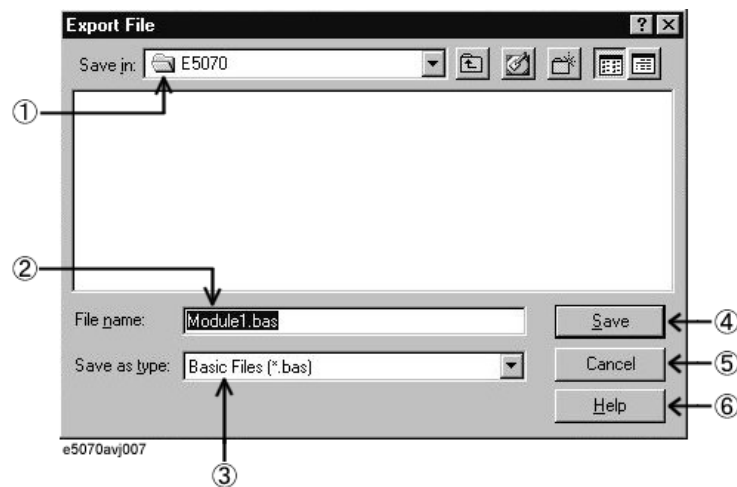 Export File
Save in: E5070
①
②
File name: Module1.bas
Save ④
Save as type: Basic Files (*.bas)
Cancel ⑤
Help ⑥
e5070avj007
③